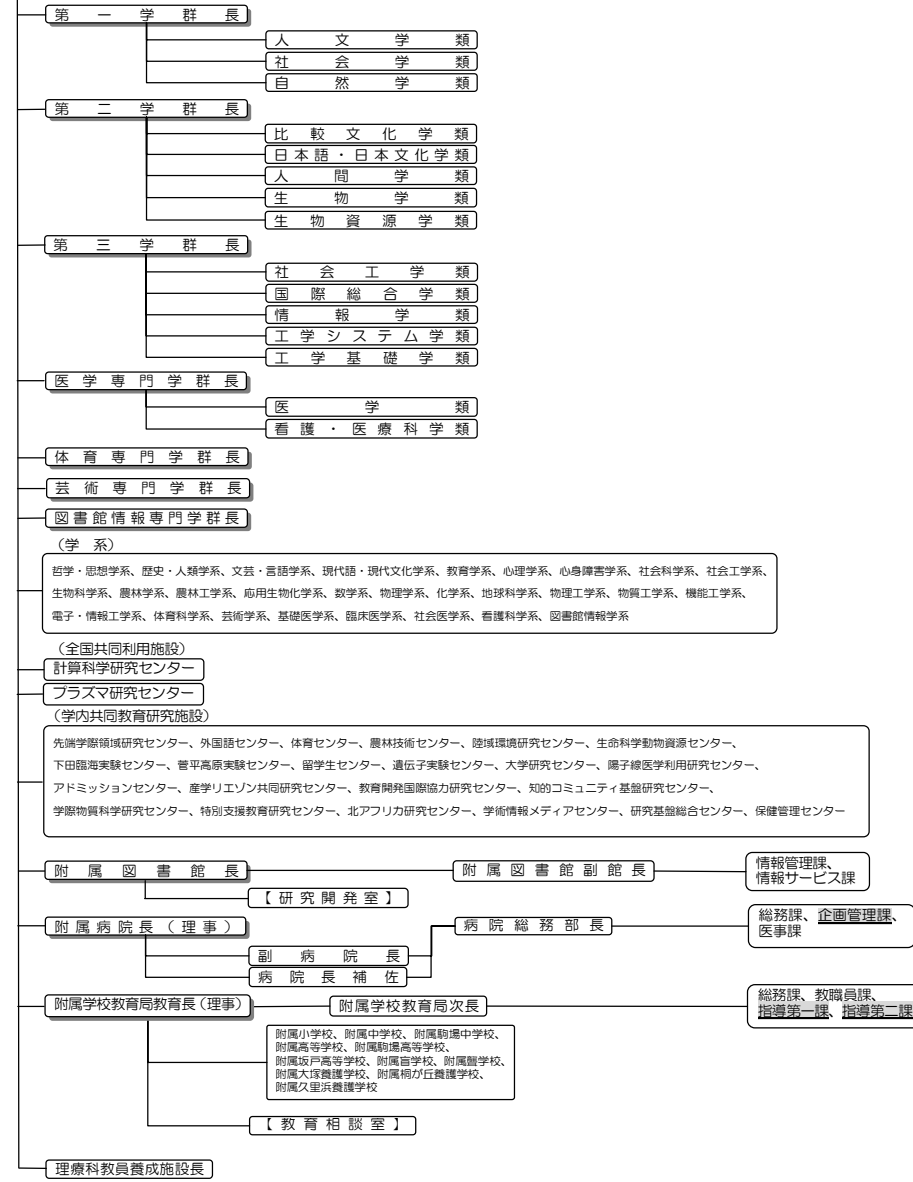 第一学群長
人文学類
社会学類
自然学類
第二学群長
比較文化学類
日本語・日本文化学類
人間学類
生物学類
生物資源学類
第三学群長
社会工学類
国際総合学類
情報学類
工学システム学類
工学基礎学類
医学専門学群長
医学類
看護・医療科学類
体育専門学群長
芸術専門学群長
図書館情報専門学群長
（学 系）
哲学・思想学系、歴史・人類学系、文芸・言語学系、現代語・現代文化学系、教育学系、心理学系、心身障害学系、社会科学系、社会工学系、
生物科学系、農林学系、農林工学系、応用生物化学系、数学系、物理学系、化学系、地球科学系、物理工学系、物質工学系、機能工学系、
電子・情報工学系、体育科学系、芸術学系、基礎医学系、臨床医学系、社会医学系、看護科学系、図書館情報学系
（全国共同利用施設）
計算科学研究センター
プラズマ研究センター
（学内共同教育研究施設）
先端学際領域研究センター、外国語センター、体育センター、農林技術センター、陸域環境研究センター、生命科学動物資源センター、
下田臨海実験センター、菅平高原実験センター、留学生センター、遺伝子実験センター、大学研究センター、陽子線医学利用研究センター、
アドミッションセンター、産学リエゾン共同研究センター、教育開発国際協力研究センター、知的コミュニティ基盤研究センター、
学際物質科学研究センター、特別支援教育研究センター、北アフリカ研究センター、学術情報メディアセンター、研究基盤総合センター、保健管理センター
附属図書館長
附属図書館副館長
情報管理課、
情報サービス課
【研究開発室】
附属病院長（理事）
病院総務部長
総務課、企画管理課、
医事課
副病院長
病院長補佐
附属学校教育局教育長（理事）
附属学校教育局次長
総務課、教職員課、
指導第一課、指導第二課
附属小学校、附属中学校、附属駒場中学校、
附属高等学校、附属駒場高等学校、
附属坂戸高等学校、附属盲学校、附属聾学校、
附属大塚養護学校、附属桐が丘養護学校、
附属久里浜養護学校
【教育相談室】
理療科教員養成施設長